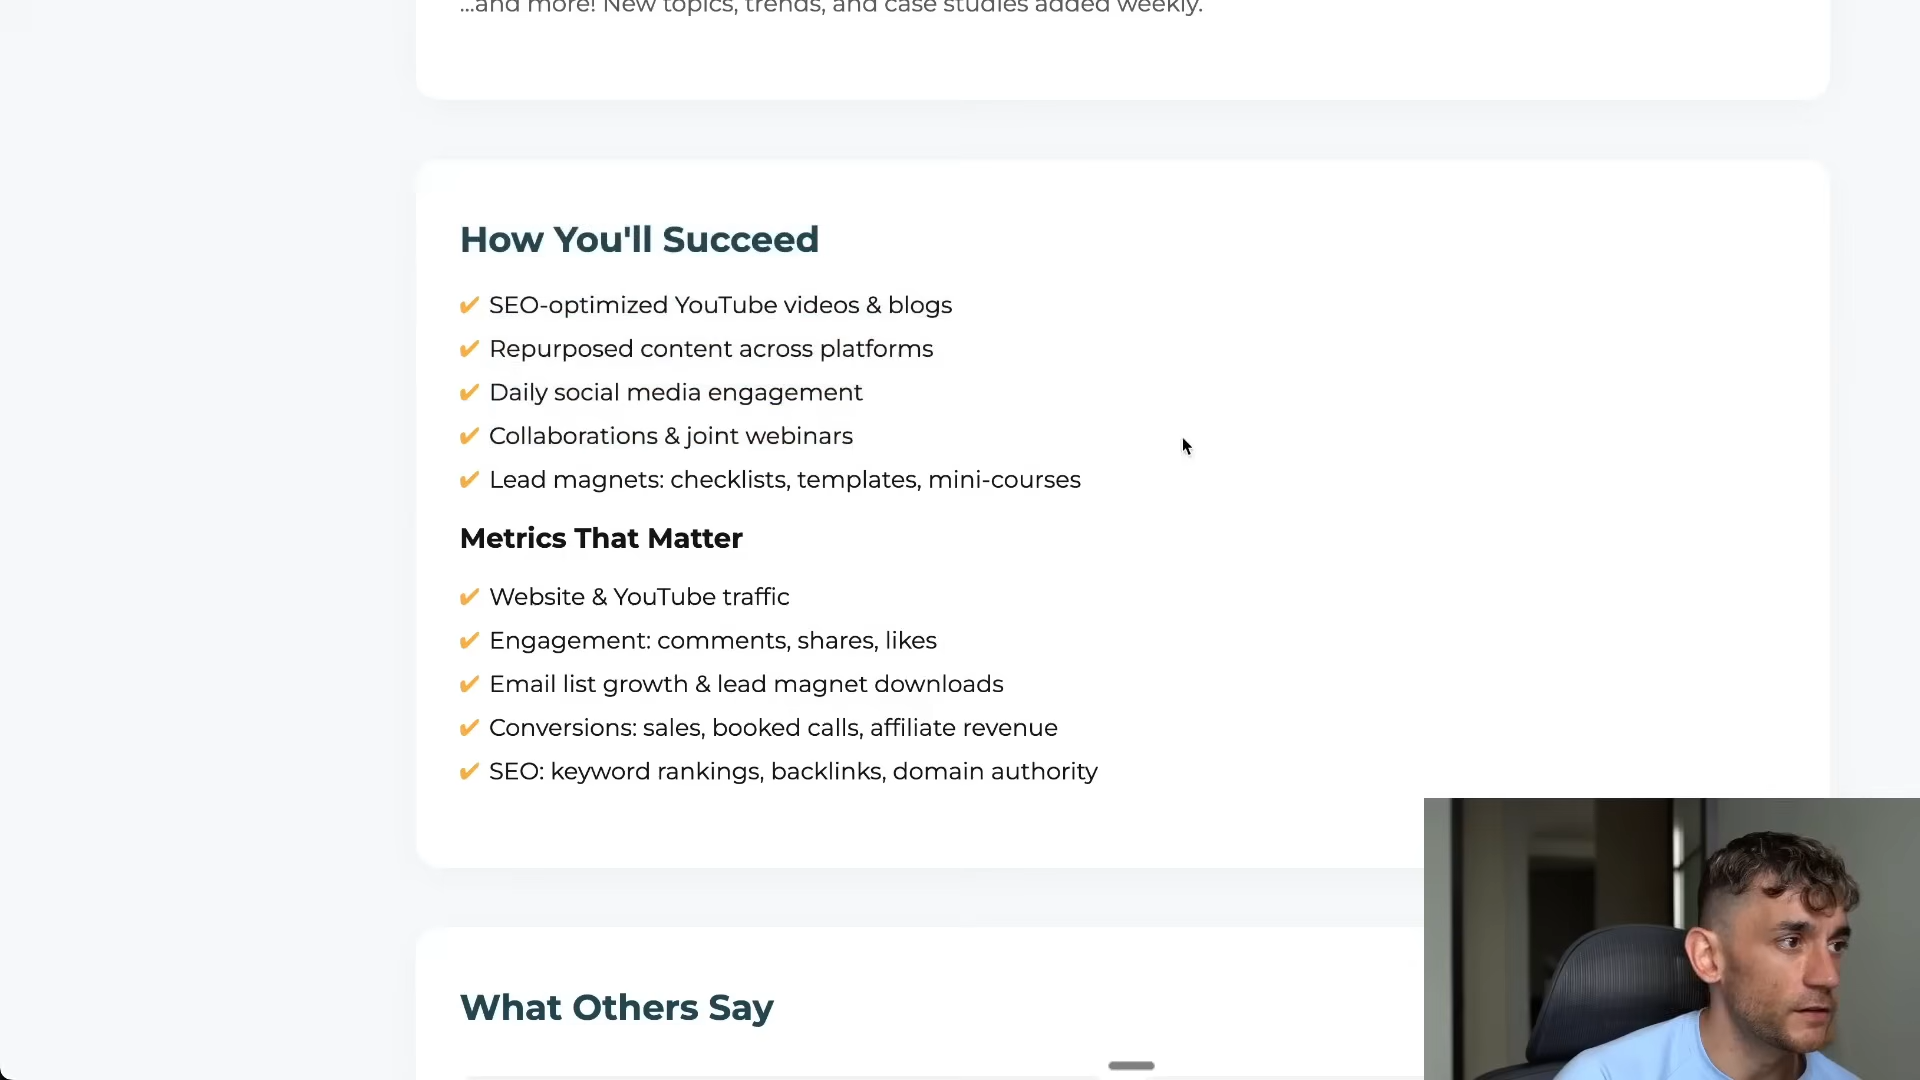 ...and more! New topics, trends, and case studies added weekly.
How You'll Succeed
✔ SEO-optimized YouTube videos & blogs
✔ Repurposed content across platforms
✔ Daily social media engagement
✔ Collaborations & joint webinars
✔ Lead magnets: checklists, templates, mini-courses
Metrics That Matter
✔ Website & YouTube traffic
✔ Engagement: comments, shares, likes
✔ Email list growth & lead magnet downloads
✔ Conversions: sales, booked calls, affiliate revenue
✔ SEO: keyword rankings, backlinks, domain authority
What Others Say